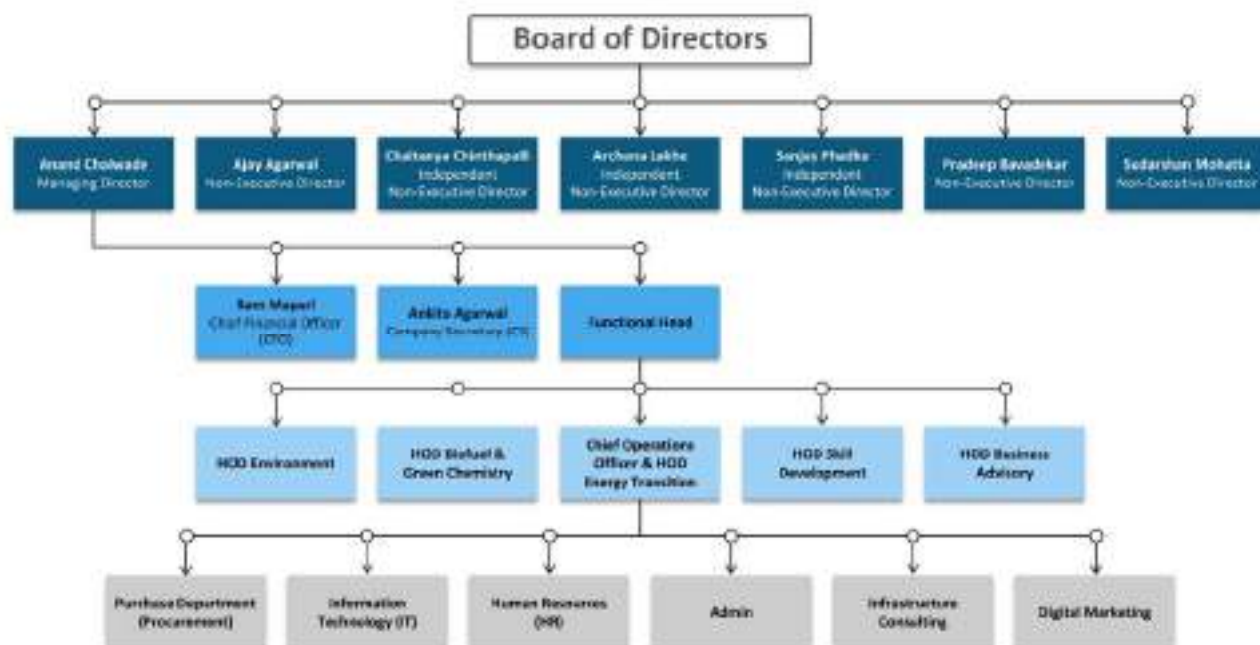 Board of Directors
Anand Chalwade
Managing Director
Ajay Agarwal
Non-Executive Director
Chaitanya Chinthapalli
Independent
Non-Executive Director
Archana Lakhe
Independent
Non-Executive Director
Sanjay Phadke
Independent
Non-Executive Director
Pradeep Bavadekar
Non-Executive Director
Sudarshan Mohatta
Non-Executive Director
Ram
Chief Financial Officer
(CFO)
Ankita Agarwal
Company Secretary (CS)
Functional Head
HOD Environment
HOD Biofuel &
Green Chemistry
Chief Operations
Officer & HOD
Energy Transition
HOD Skill
Development
HOD Business
Advisory
Purchase Department
(Procurement)
Information
Technology (IT)
Human Resources
(HR)
Admin
Infrastructure
Consulting
Digital Marketing